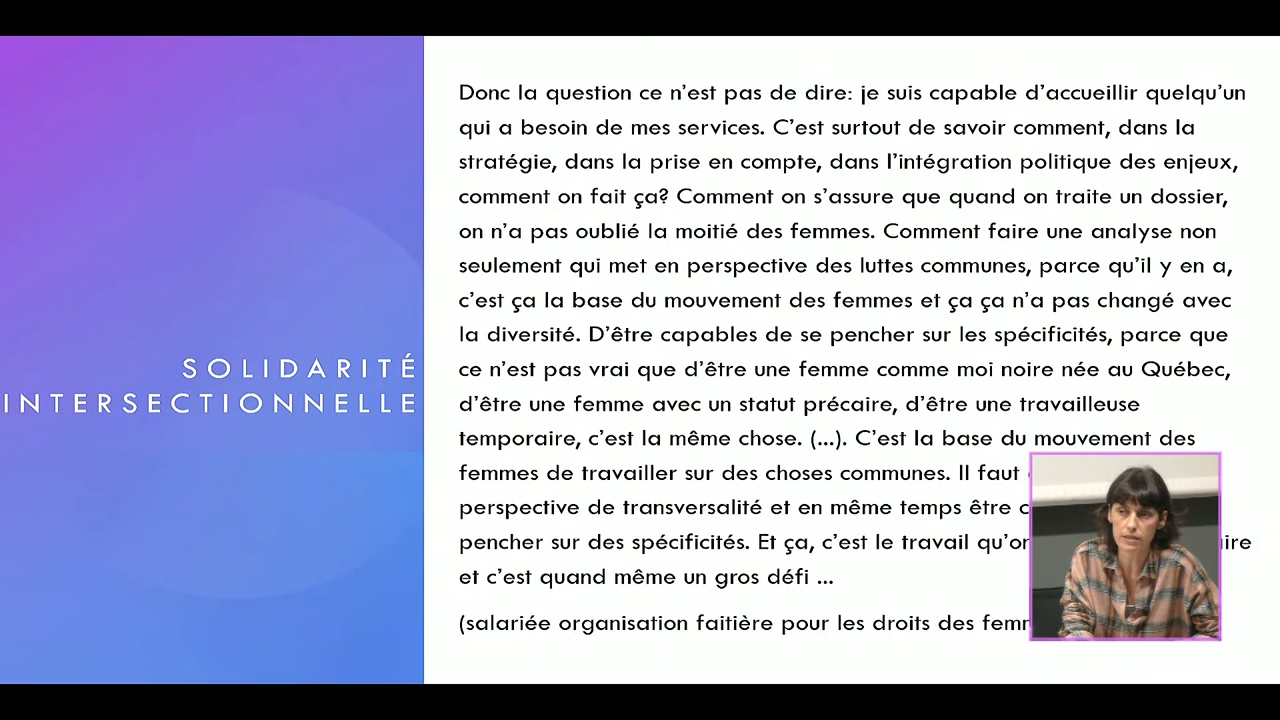 SOLIDARITÉ
INTERSECTIONNELLE
Donc la question ce n’est pas de dire: je suis capable d’accueillir quelqu’un
qui a besoin de mes services. C’est surtout de savoir comment, dans la
stratégie, dans la prise en compte, dans l’intégration politique des enjeux,
comment on fait ça? Comment on s’assure que quand on traite un dossier,
on n’a pas oublié la moitié des femmes. Comment faire une analyse non
seulement qui met en perspective des luttes communes, parce qu’il y en a,
c’est ça la base du mouvement des femmes et ça ça n’a pas changé avec
la diversité. D’être capables de se pencher sur les spécificités, parce que
ce n’est pas vrai que d’être une femme comme moi noire née au Québec,
d’être une femme avec un statut précaire, d’être une travailleuse
temporaire, c’est la même chose. (...). C’est la base du mouvement des
femmes de travailler sur des choses communes. Il faut
perspective de transversalité et en même temps être
pencher sur des spécificités. Et ça, c’est le travail
et c’est quand même un gros défi ...
(salariée organisation faitière pour les droits des